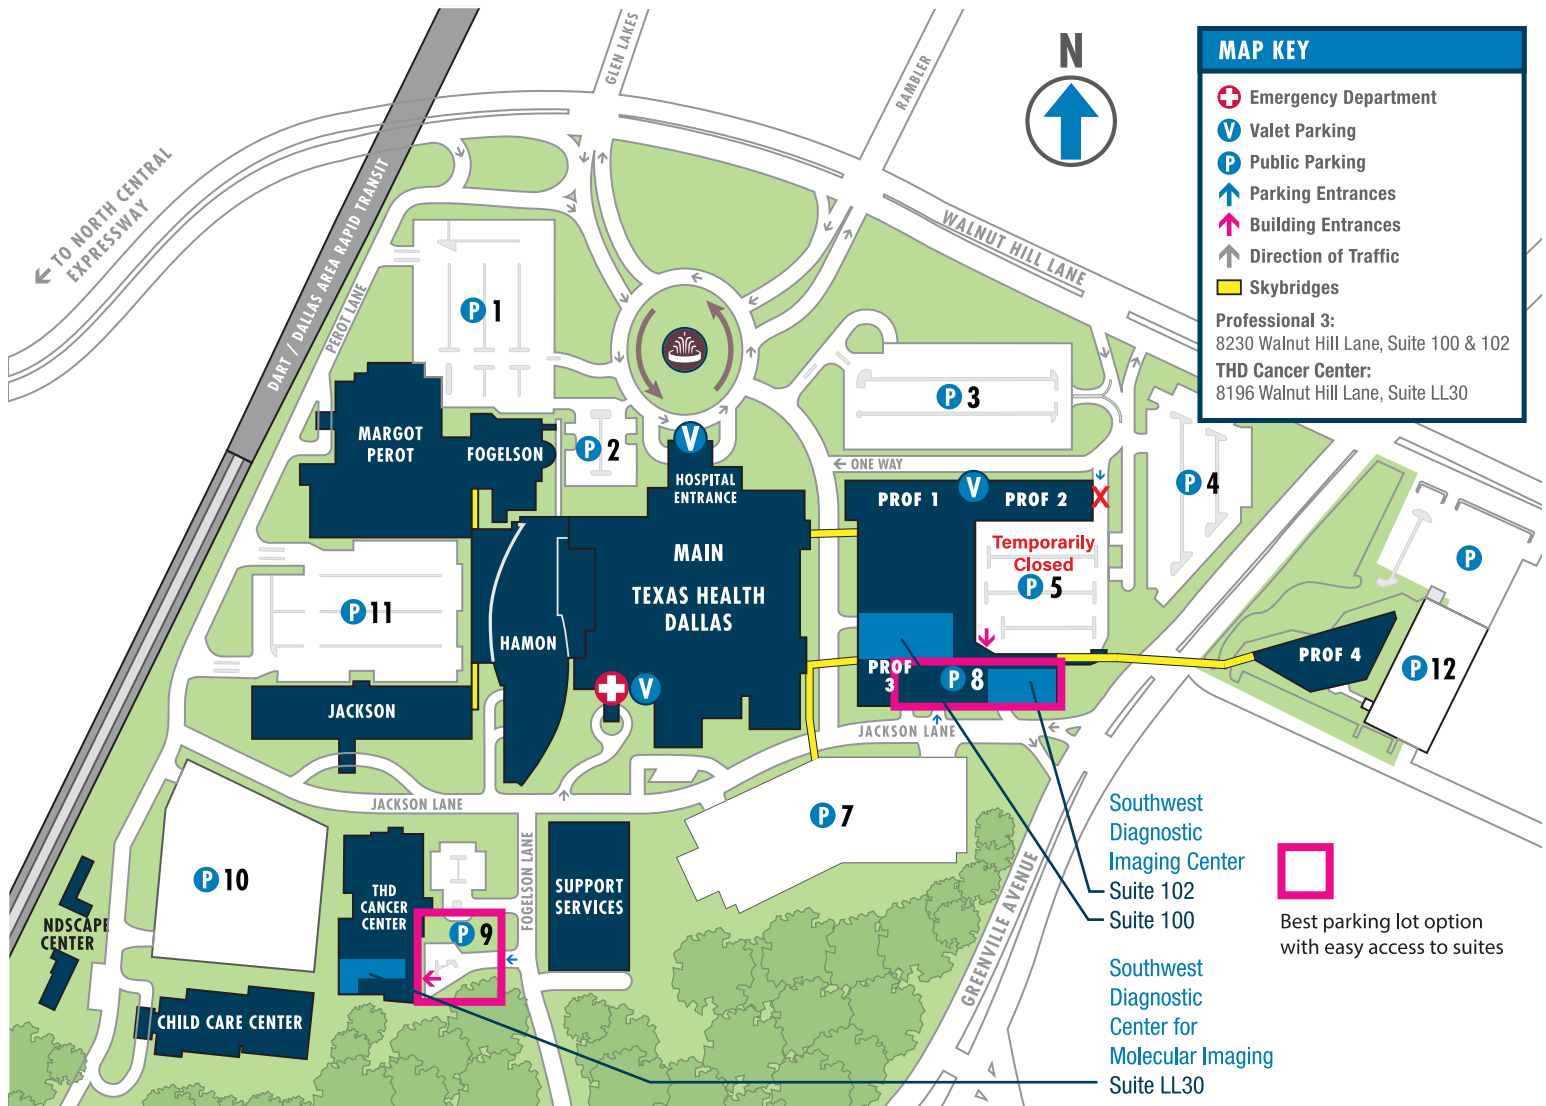 GLEN LAKES
RAMBLER
N
MAP KEY
Emergency Department
V Valet Parking
P Public Parking
Parking Entrances
Building Entrances
Direction of Traffic
Skybridges
Professional 3:
8230 Walnut Hill Lane, Suite 100 & 102
THD Cancer Center:
8196 Walnut Hill Lane, Suite LL30
TO NORTH CENTRAL
EXPRESSWAY
DART / DALLAS AREA RAPID TRANSIT
PEROT LANE
WALNUT HILL LANE
P 1
P 2
P 3
P 4
ONE WAY
MARGOT
PEROT
FOGELSON
V
HOSPITAL
ENTRANCE
PROF 1
V
PROF 2
X
MAIN
TEXAS HEALTH
DALLAS
Temporarily
Closed
P 5
P
P 11
HAMON
PROF
3
P 8
PROF 4
P 12
JACKSON
V
JACKSON LANE
JACKSON LANE
P 7
P 10
THD
CANCER
CENTER
P 9
FOGELSON LANE
SUPPORT
SERVICES
GREENVILLE AVENUE
NDSCAPE
CENTER
CHILD CARE CENTER
Southwest
Diagnostic
Imaging Center
Suite 102
Suite 100
Best parking lot option
with easy access to suites
Southwest
Diagnostic
Center for
Molecular Imaging
Suite LL30